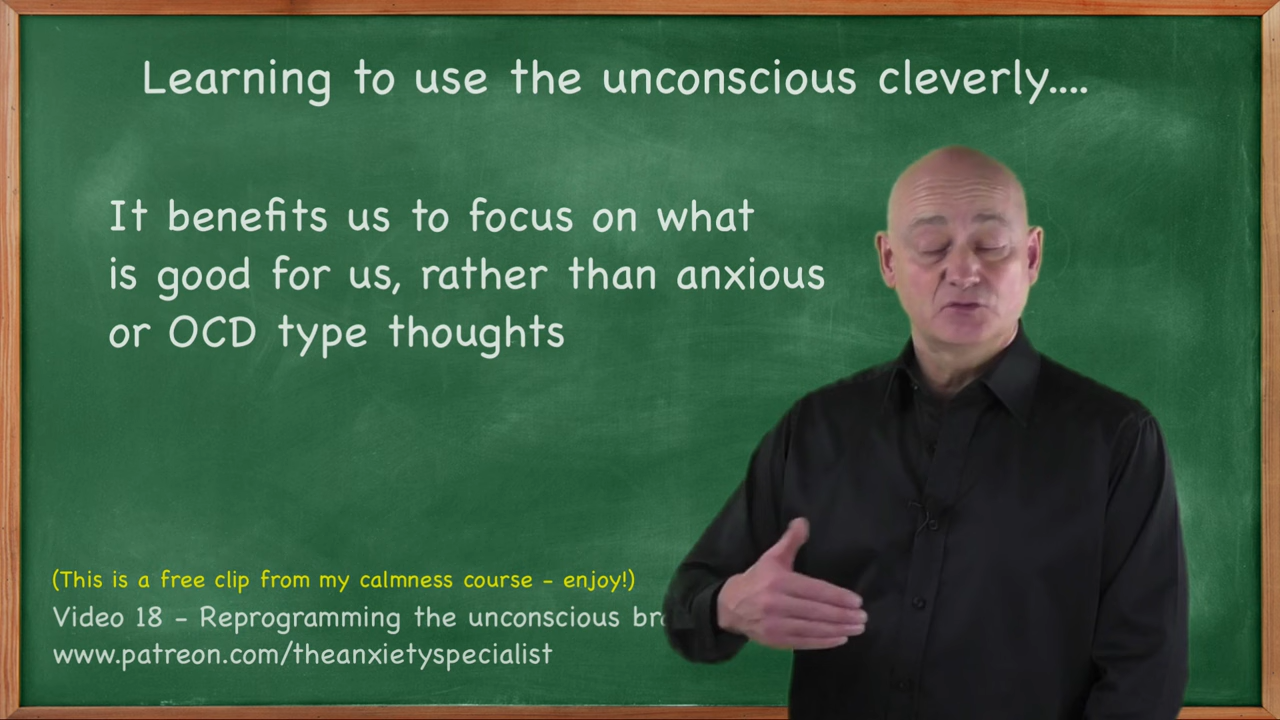 Learning to use the unconscious cleverly....
It benefits us to focus on what
is good for us, rather than anxious
or OCD type thoughts
(This is a free clip from my calmness course - enjoy!)
Video 18 - Reprogramming the unconscious
www.patreon.com/theanxietyspecialist